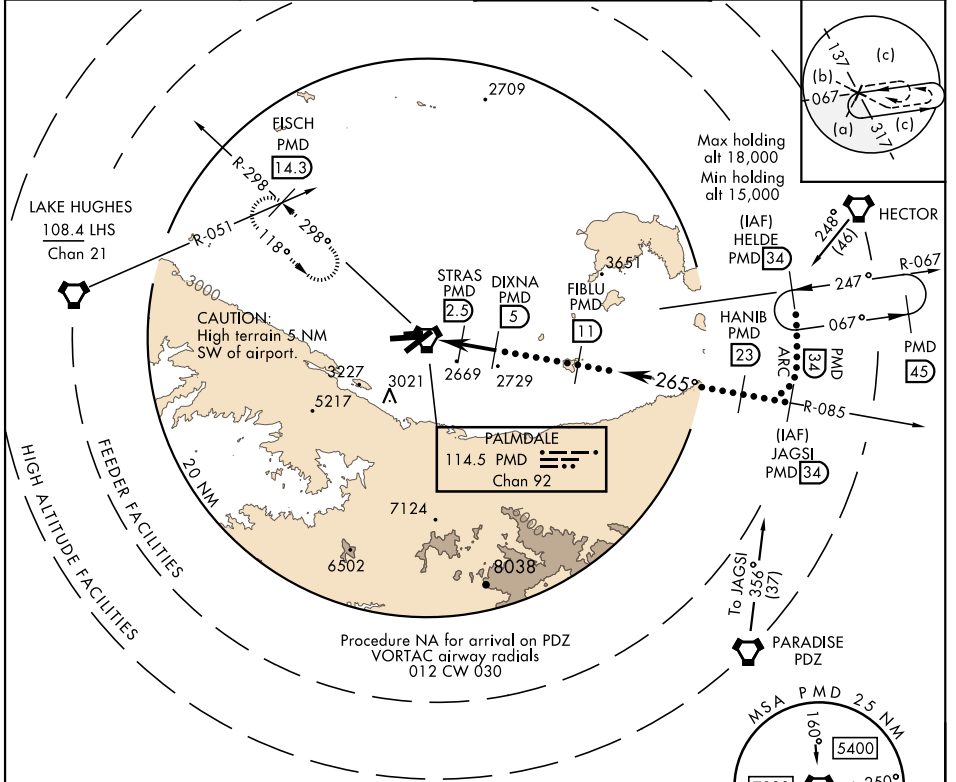 2709
EISCH
PMD
14.3
R-298
298°
118°
R-051
LAKE HUGHES
108.4 LHS
Chan 21
3000
CAUTION:
High terrain 5 NM
SW of airport.
3227
3021
5217
STRAS
PMD
2.5
DIXNA
PMD
5
FIBLU
PMD
11
3651
2669
2729
265°
PALMDALE
114.5 PMD
Chan 92
7124
6502
8038
20 NM
FEEDER FACILITIES
HIGH ALTITUDE FACILITIES
Procedure NA for arrival on PDZ
VORTAC airway radials
012 CW 030
137
(c)
(b)
067
(a)
(c)
317
Max holding
alt 18,000
Min holding
alt 15,000
(IAF)
HELDE
PMD 34
248°
(46)
HECTOR
R-067
247°
067°
HANIB
PMD
23
ARC
34
PMD
PMD
45
R-085
(IAF)
JAGSI
PMD 34
To JAGSI
356°
(37)
PARADISE
PDZ
MSA PMD 25 NM
160°
5400
250°